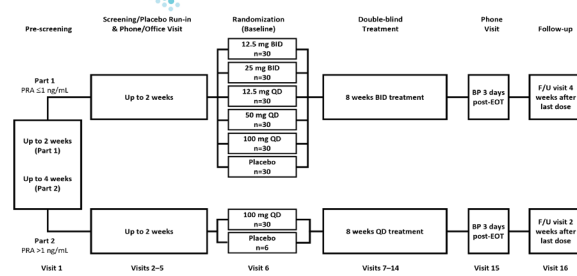 Pre-screening
Screening/Placebo Run-in
& Phone/Office Visit
Randomization
(Baseline)
Double-blind
Treatment
Phone
Visit
Follow-up
Part 1
PRA ≤1 ng/mL
Up to 2 weeks
12.5 mg BID
n=30
25 mg BID
n=30
12.5 mg QD
n=30
50 mg QD
n=30
100 mg QD
n=30
Placebo
n=30
8 weeks BID treatment
BP 3 days
post-EOT
F/U visit 4
weeks after
last dose
Up to 2 weeks
(Part 1)
Up to 4 weeks
(Part 2)
Part 2
PRA >1 ng/mL
Up to 2 weeks
100 mg QD
n=30
Placebo
n=6
8 weeks QD treatment
BP 3 days
post-EOT
F/U visit 2
weeks after
last dose
Visit 1
Visits 2–5
Visit 6
Visits 7–14
Visit 15
Visit 16